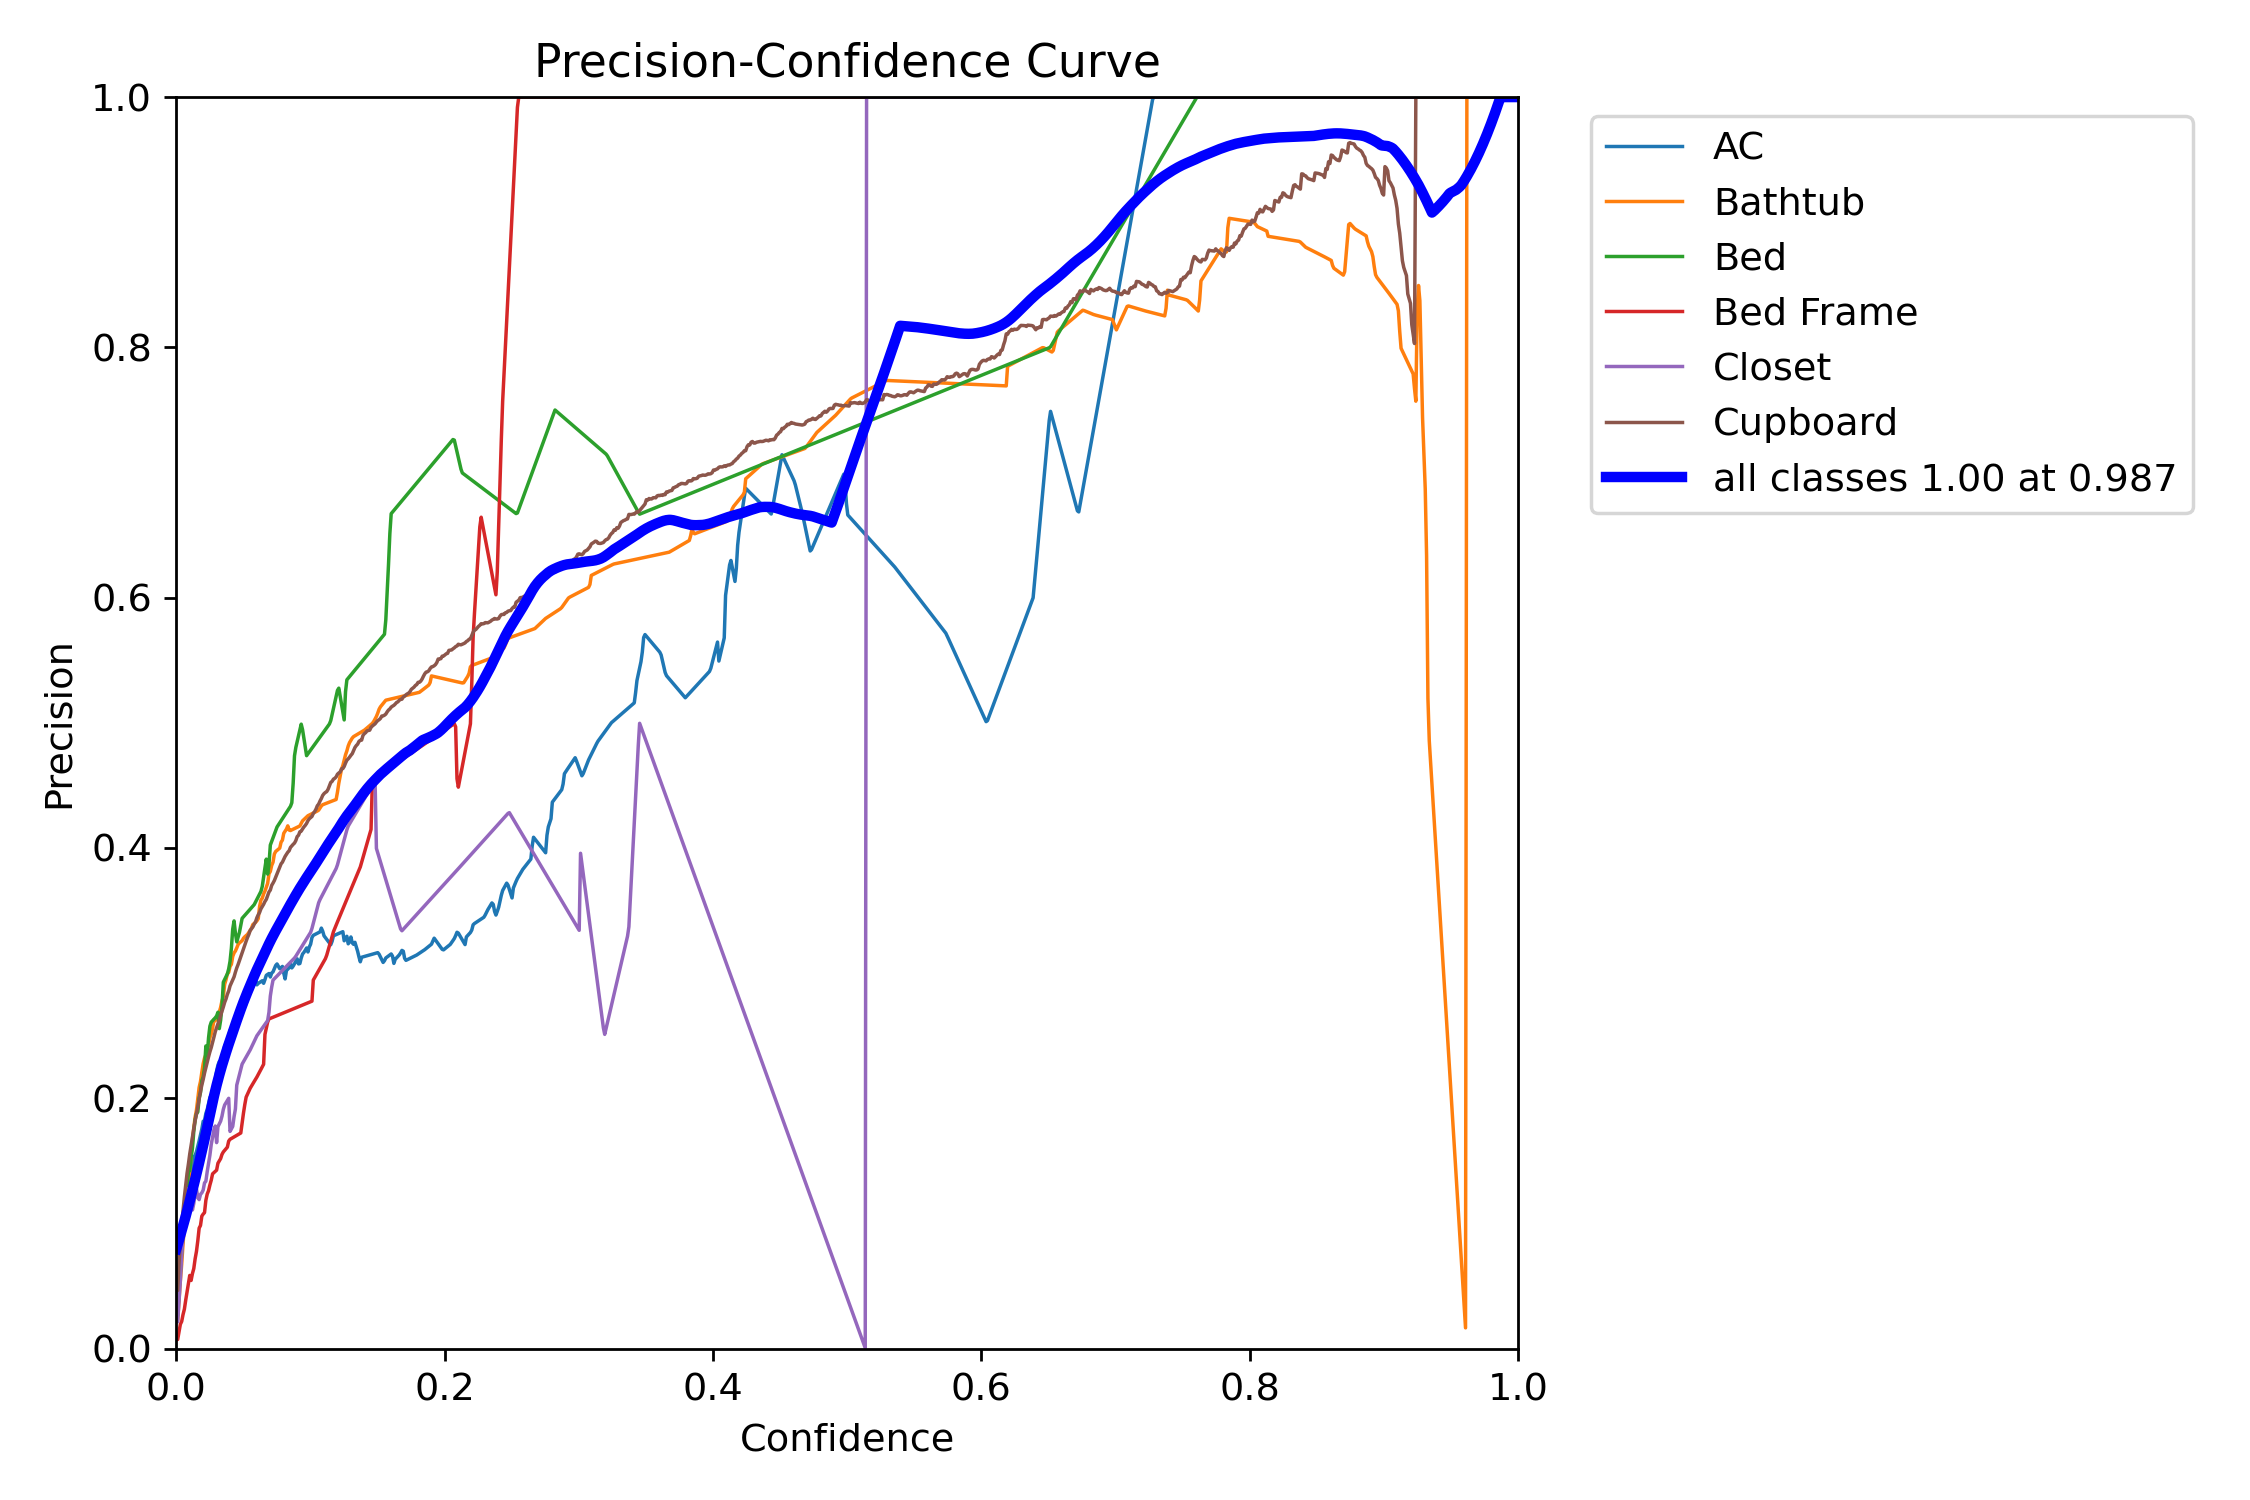 Precision-Confidence Curve
1.0
0.8
0.6
0.4
0.2
0.0
Precision
0.0 0.2 0.4 0.6 0.8 1.0
Confidence
AC
Bathtub
Bed
Bed Frame
Closet
Cupboard
all classes 1.00 at 0.987